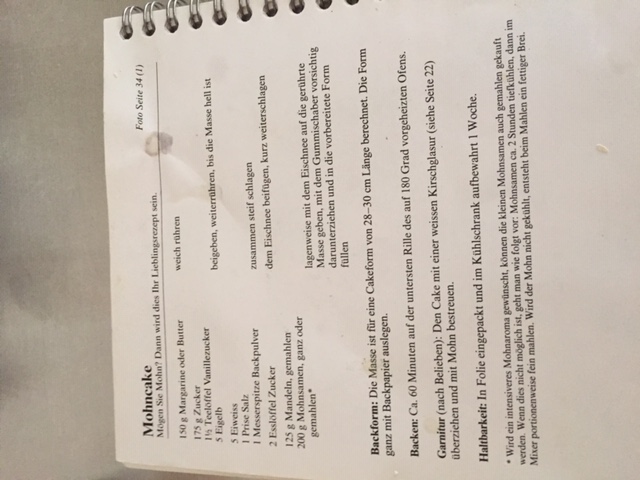 Mohncake
Foto Seite 34 (1)
Mögen Sie Mohn? Dann wird dies Ihr Lieblingsrezept sein.
150 g Margarine oder Butter
weich rühren
175 g Zucker
1½ Teelöffel Vanillezucker
5 Eigelb
beigeben, weiterrühren, bis die Masse hell ist
5 Eiweiss
1 Prise Salz
1 Messerspitze Backpulver
zusammen steif schlagen
2 Esslöffel Zucker
dem Eischnee beifügen, kurz weiterschlagen
125 g Mandeln, gemahlen
200 g Mohnsamen, ganz oder
gemahlen*
lagenweise mit dem Eischnee auf die gerührte
Masse geben, mit dem Gummischaber vorsichtig
darunterziehen und in die vorbereitete Form
füllen
Backform: Die Masse ist für eine Cakeform von 28–30 cm Länge berechnet. Die Form
ganz mit Backpapier auslegen.
Backen: Ca. 60 Minuten auf der untersten Rille des auf 180 Grad vorgeheizten Ofens.
Garnitur (nach Belieben): Den Cake mit einer weissen Kirschglasur (siehe Seite 22)
überziehen und mit Mohn bestreuen.
Haltbarkeit: In Folie eingepackt und im Kühlschrank aufbewahrt 1 Woche.
* Wird ein intensiveres Mohnaroma gewünscht, können die kleinen Mohnsamen auch gemahlen gekauft
werden. Wenn dies nicht möglich ist, geht man wie folgt vor: Mohnsamen ca. 2 Stunden tiefkühlen, dann im
Mixer portionenweise fein mahlen. Wird der Mohn nicht gekühlt, entsteht beim Mahlen ein fettiger Brei.